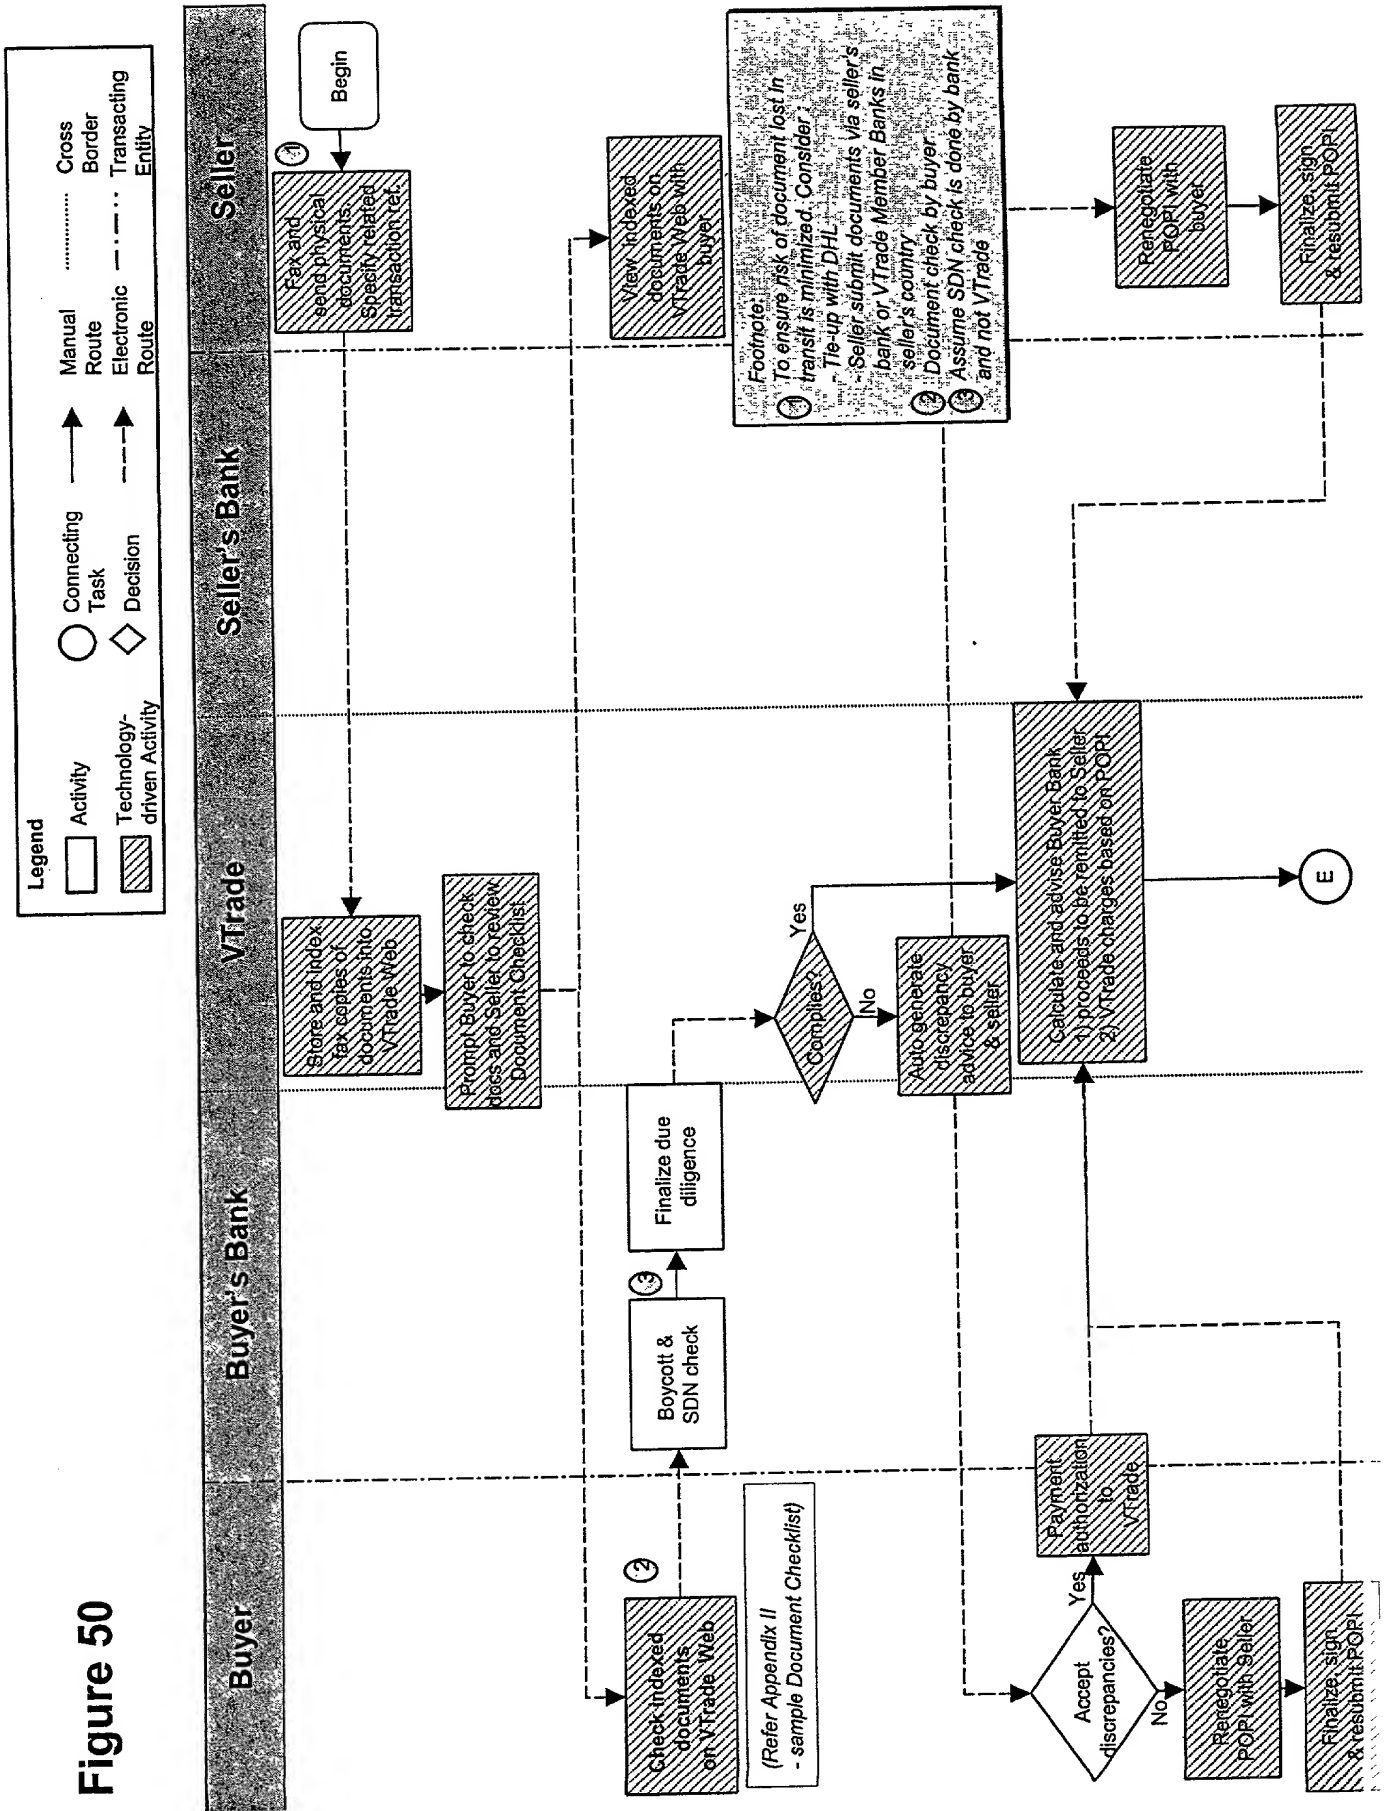 Figure 50
Legend
Activity
Technology-
driven Activity
Connecting
Task
Decision
Manual
Route
Electronic
Route
Cross
Border
Transacting
Entity
Buyer
Buyer's Bank
VTrade
Seller's Bank
Seller
Begin
1
Fax and
send physical
documents.
Specify related
transaction ref.
Store and index
fax copies of
documents into
VTrade Web
Prompt Buyer to check
docs and Seller to review
Document Checklist
View indexed
documents on
VTrade Web with
buyer
2
Check indexed
documents
on VTrade Web
(Refer Appendix II
- sample Document Checklist)
Boycott &
SDN check
3
Finalize due
diligence
Complies?
Yes
No
Auto generate
discrepancy
advice to buyer
& seller
Footnote:
1 To ensure risk of document lost in
transit is minimized. Consider :
- Tie-up with DHL
- Seller submit documents via seller's
bank or VTrade Member Banks in
seller's country
2 Document check by buyer
3 Assume SDN check is done by bank
and not VTrade
Accept
discrepancies?
Yes
No
Payment
authorization
to
VTrade
Renegotiate
POPI with Seller
Finalize, sign
& resubmit POPI
Calculate and advise Buyer Bank
1) proceeds to be remitted to Seller
2) VTrade charges based on POPI
E
Renegotiate
POPI with
buyer
Finalize, sign
& resubmit POPI